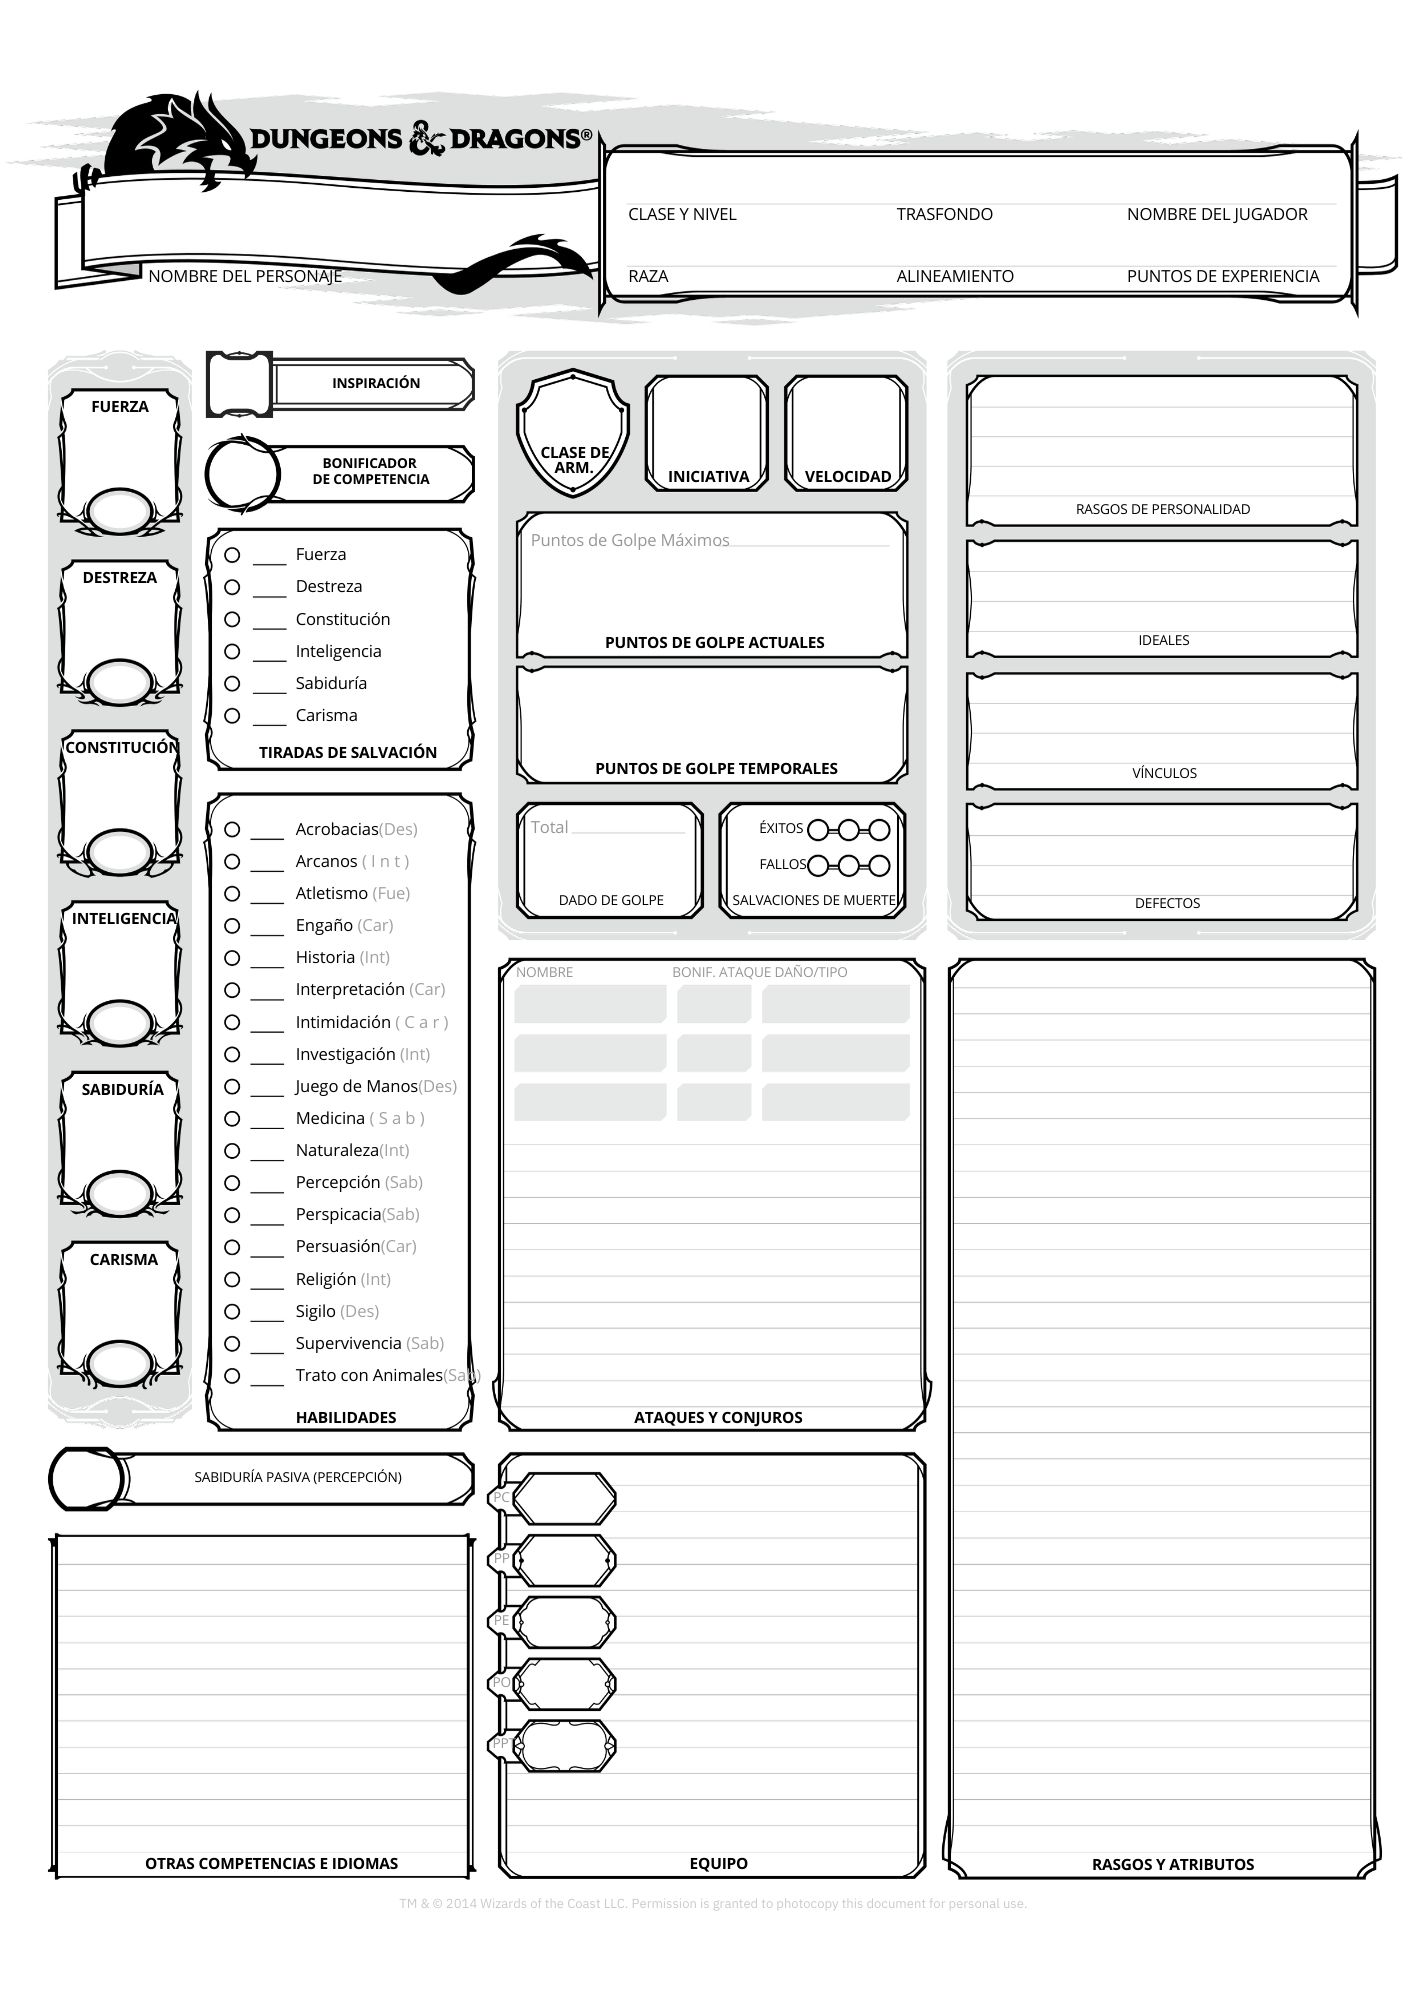 DUNGEONS & DRAGONS®
CLASE Y NIVEL TRASFONDO NOMBRE DEL JUGADOR
NOMBRE DEL PERSONAJE
RAZA ALINEAMIENTO PUNTOS DE EXPERIENCIA
FUERZA
DESTREZA
CONSTITUCIÓN
INTELIGENCIA
SABIDURÍA
CARISMA
INSPIRACIÓN
BONIFICADOR
DE COMPETENCIA
Fuerza
Destreza
Constitución
Inteligencia
Sabiduría
Carisma
TIRADAS DE SALVACIÓN
Acrobacias(Des)
Arcanos ( I n t )
Atletismo (Fue)
Engaño (Car)
Historia (Int)
Interpretación (Car)
Intimidación ( C a r )
Investigación (Int)
Juego de Manos(Des)
Medicina ( S a b )
Naturaleza(Int)
Percepción (Sab)
Perspicacia(Sab)
Persuasión(Car)
Religión (Int)
Sigilo (Des)
Supervivencia (Sab)
Trato con Animales(Sab)
HABILIDADES
SABIDURÍA PASIVA (PERCEPCIÓN)
OTRAS COMPETENCIAS E IDIOMAS
CLASE DE
ARM.
INICIATIVA
VELOCIDAD
Puntos de Golpe Máximos
PUNTOS DE GOLPE ACTUALES
PUNTOS DE GOLPE TEMPORALES
Total
DADO DE GOLPE
ÉXITOS
FALLOS
SALVACIONES DE MUERTE
NOMBRE BONIF. ATAQUE DAÑO/TIPO
ATAQUES Y CONJUROS
PC
PP
PE
PO
PPT
EQUIPO
RASGOS DE PERSONALIDAD
IDEALES
VÍNCULOS
DEFECTOS
RASGOS Y ATRIBUTOS
TM & © 2014 Wizards of the Coast LLC. Permission is granted to photocopy this document for personal use.